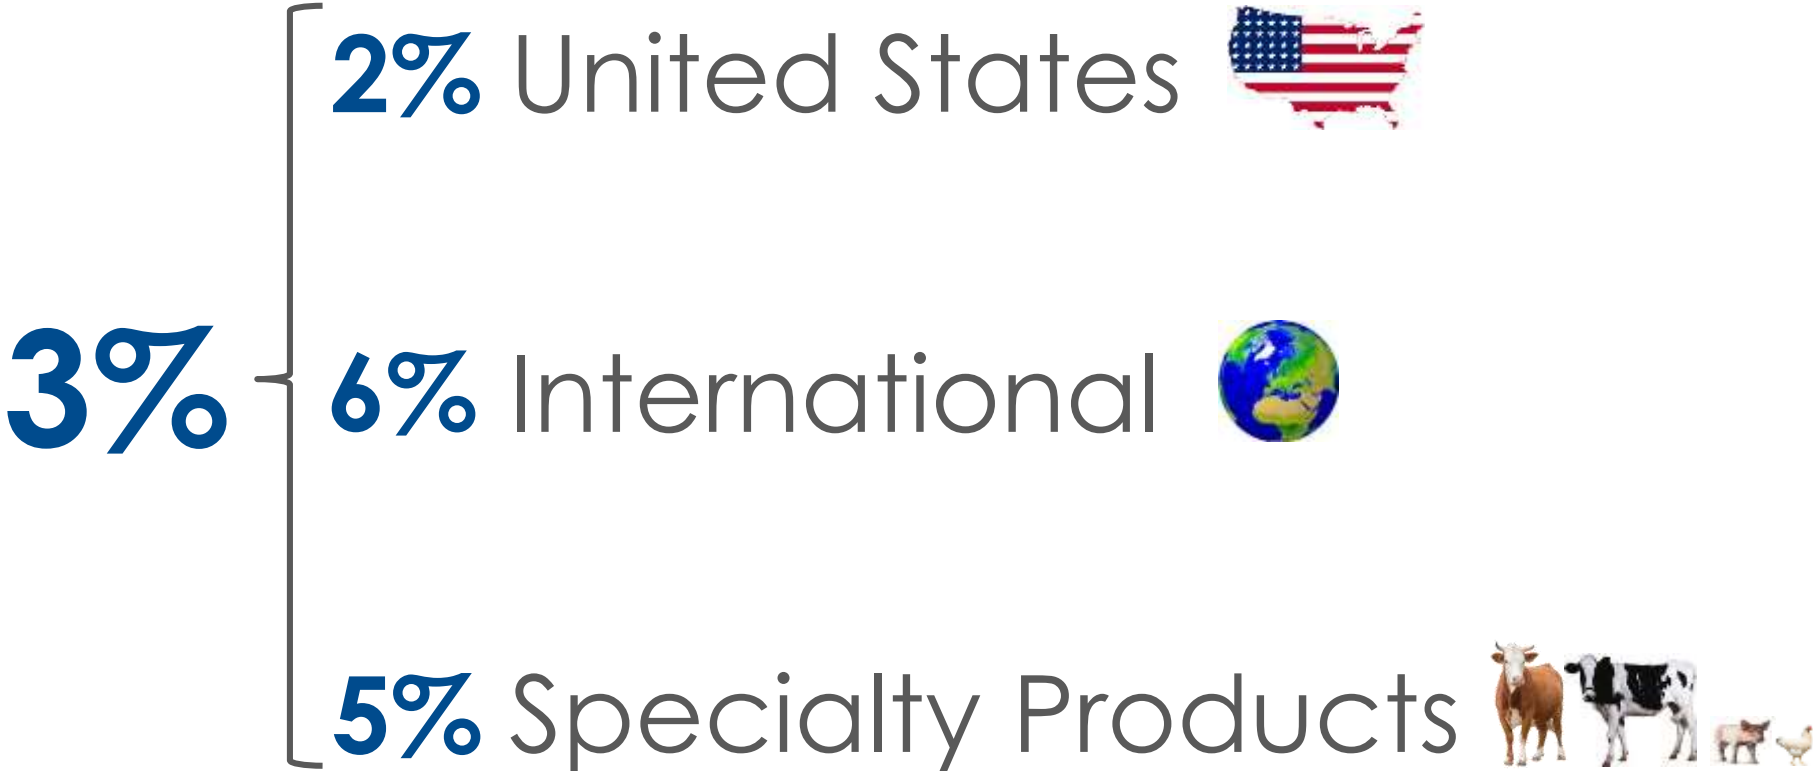 2% United States
3%
6% International
5% Specialty Products